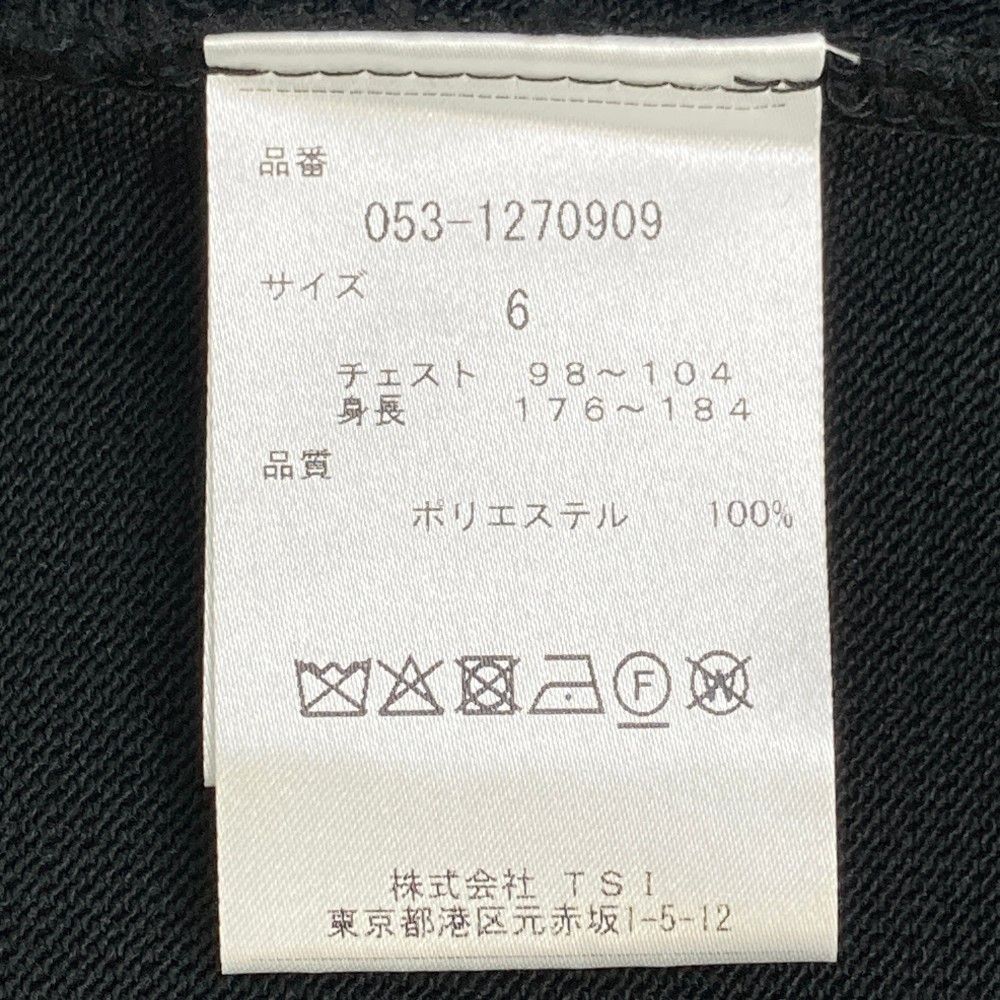 品番
053-1270909
サイズ
6
チェスト 98～104
身長 176～184
品質
ポリエステル 100%
F W
株式会社 TSI
東京都港区元赤坂1-5-12